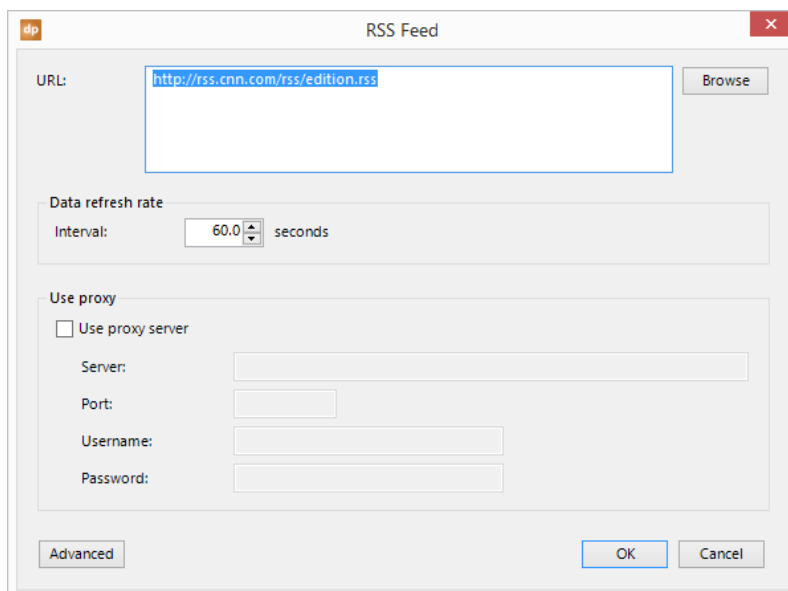 dp
RSS Feed
URL:
http://rss.cnn.com/rss/edition.rss
Browse
Data refresh rate
Interval:
60.0
seconds
Use proxy
Use proxy server
Server:
Port:
Username:
Password:
Advanced
OK
Cancel